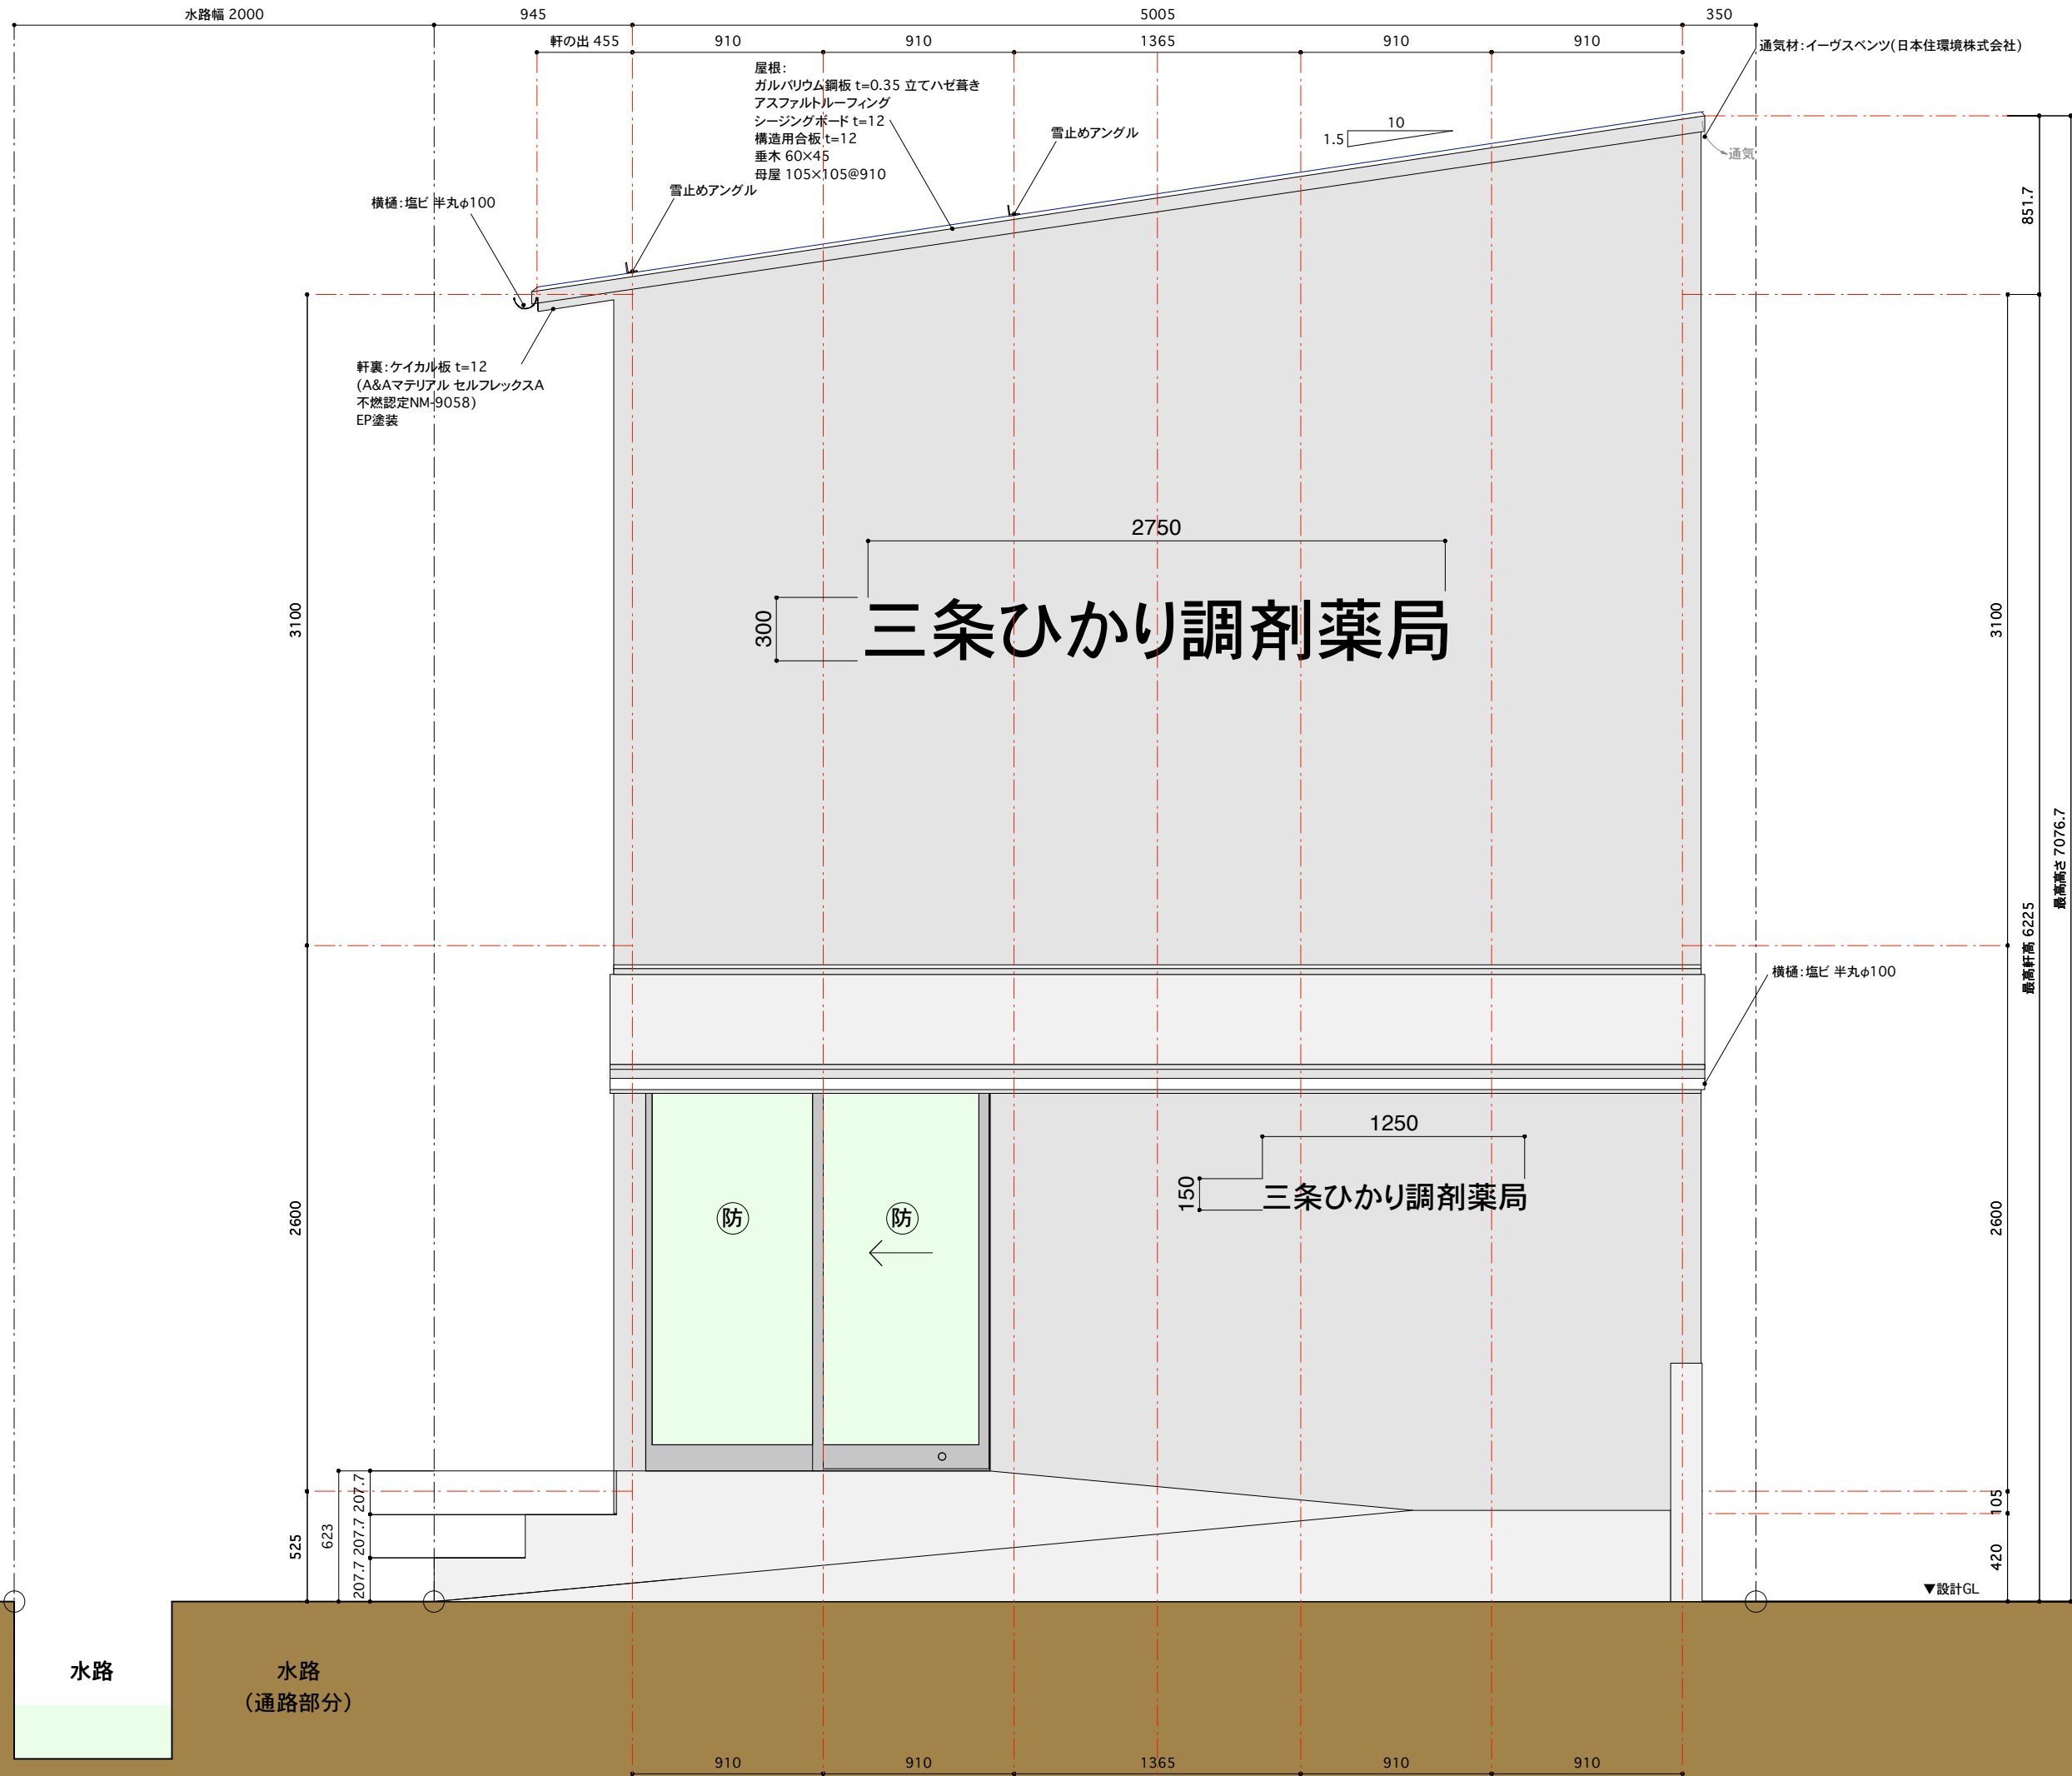 水路幅 2000
945
5005
350
軒の出 455
910
910
1365
910
910
通気材：イーヴスベンツ(日本住環境株式会社)
屋根：
ガルバリウム鋼板 t=0.35 立てハゼ葺き
アスファルトルーフィング
シージングボード t=12
構造用合板 t=12
垂木 60×45
母屋 105×105@910
雪止めアングル
10
1.5
通気
雪止めアングル
横樋：塩ビ 半丸φ100
851.7
軒裏：ケイカル板 t=12
(A&Aマテリアル セルフレックスA
不燃認定NM-9058)
EP塗装
2750
300
三条ひかり調剤薬局
3100
3100
最高高さ 7076.7
最高軒高 6225
横樋：塩ビ 半丸φ100
1250
150
三条ひかり調剤薬局
防
防
2600
2600
207.7
207.7
207.7
623
525
105
420
▼設計GL
水路
水路
（通路部分）
910
910
1365
910
910